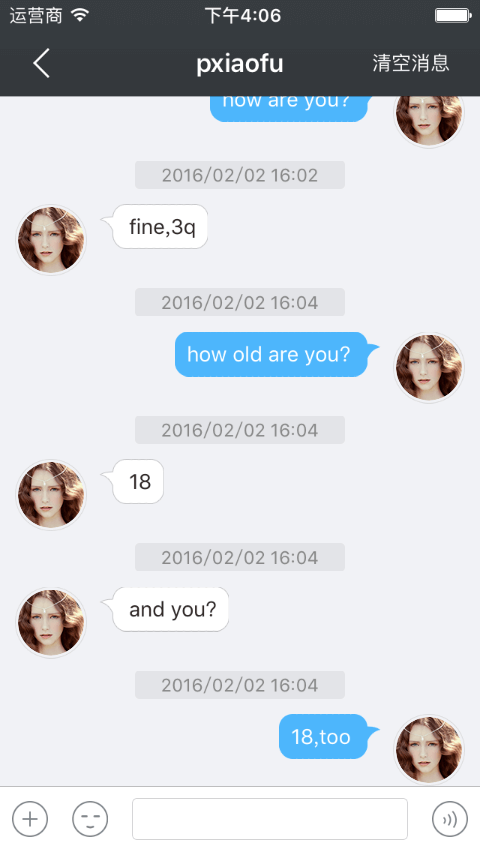 运营商 下午4:06
pxiaofu 清空消息
how are you?
2016/02/02 16:02
fine,3q
2016/02/02 16:04
how old are you?
2016/02/02 16:04
18
2016/02/02 16:04
and you?
2016/02/02 16:04
18,too